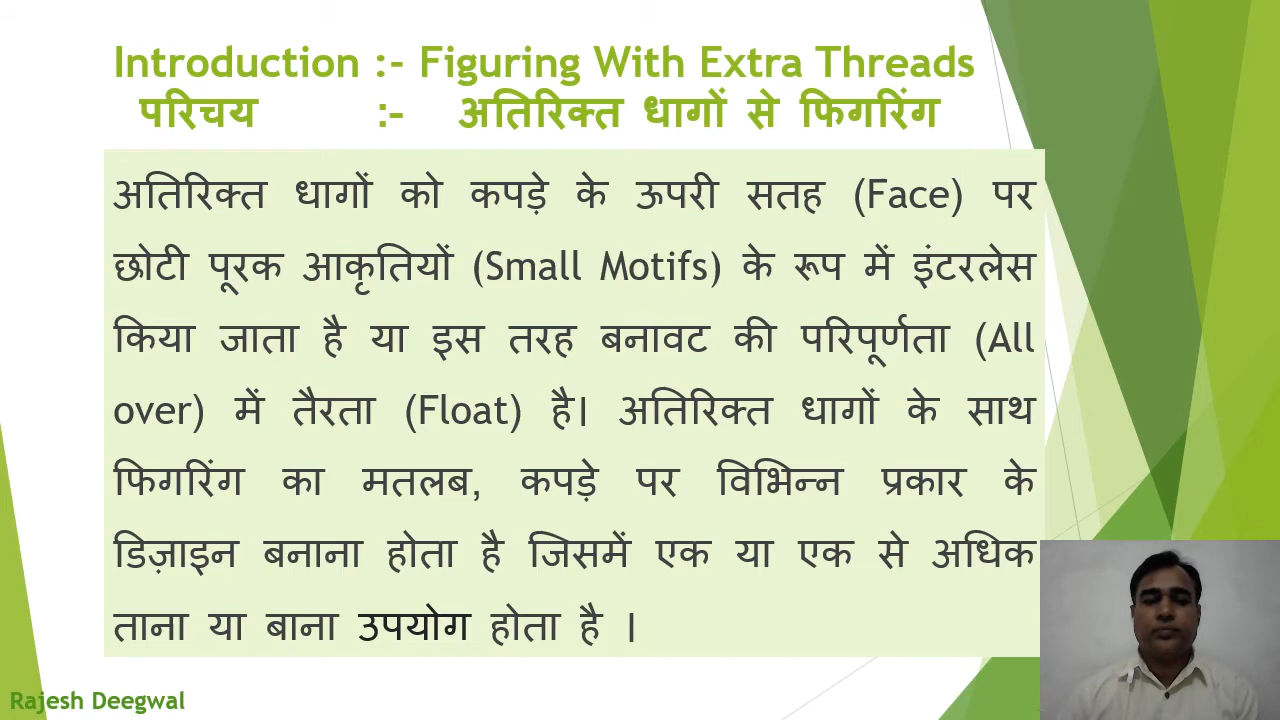 Introduction :- Figuring With Extra Threads
परिचय :- अतिरिक्त धागों से फिगरिंग
अतिरिक्त धागों को कपड़े के ऊपरी सतह (Face) पर
छोटी पूरक आकृतियों (Small Motifs) के रूप में इंटरलेस
किया जाता है या इस तरह बनावट की परिपूर्णता (All
over) में तैरता (Float) है। अतिरिक्त धागों के साथ
फिगरिंग का मतलब, कपड़े पर विभिन्न प्रकार के
डिज़ाइन बनाना होता है जिसमें एक या एक से अधिक
ताना या बाना उपयोग होता है ।
Rajesh Deegwal